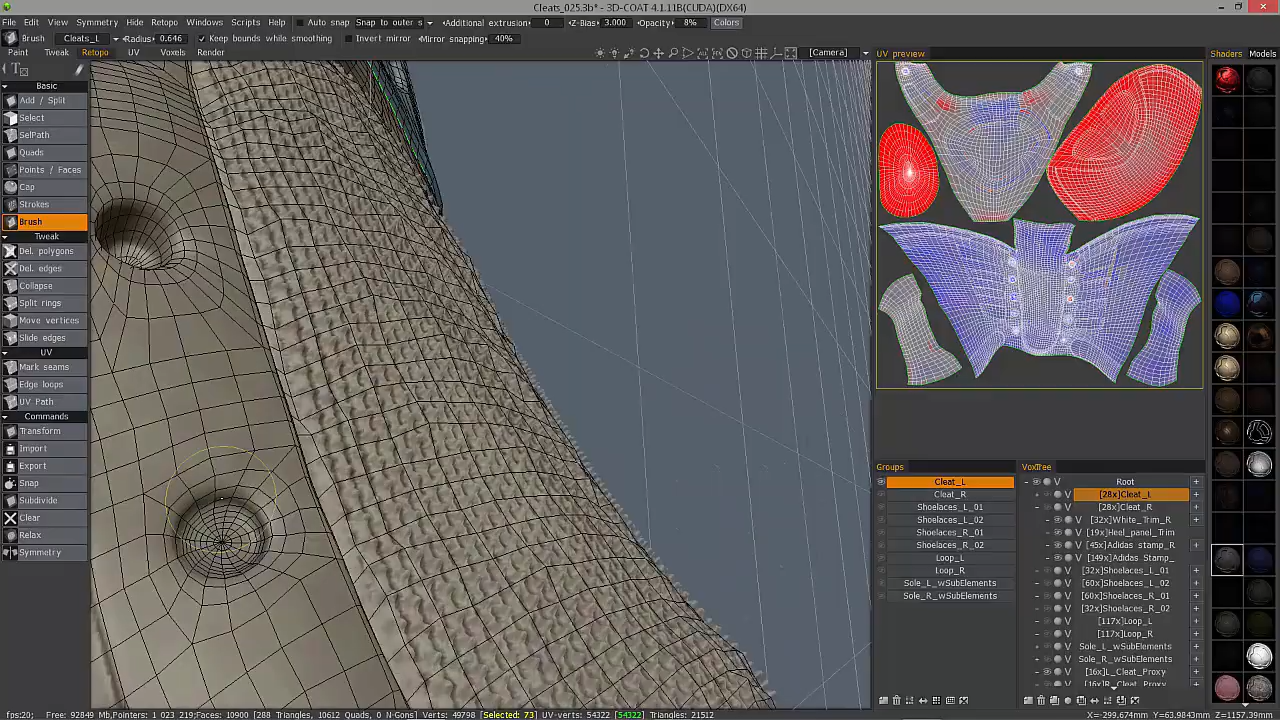 Cleats_025.3b* - 3D-COAT 4.1.11B(CUDA)(DX64)
File Edit View Symmetry Retopo Windows Scripts Help Auto snap Snap to outer s Additional extrusion 0 Z-Bias: 3.000 Opacity 8% Colors
Brush Cleats_L Radius: 0.646 Keep bounds while smoothing Invert mirror Mirror snapping: 40%
Paint Tweak Retopo UV Voxels Render [Camera] UV preview Shaders Models
Basic
Add / Split
Select
SelPath
Quads
Points / Faces
Cap
Strokes
Brush
Tweak
Del. polygons
Del. edges
Collapse
Split rings
Move vertices
Slide edges
UV
Mark seams
Edge loops
UV Path
Commands
Transform
Import
Export
Snap
Subdivide
Clear
Relax
Symmetry
Groups
Cleat_L
Cleat_R
Shoelaces_L_01
Shoelaces_L_02
Shoelaces_R_01
Shoelaces_R_02
Loop_L
Loop_R
Sole_L_wSubElements
Sole_R_wSubElements
VoxTree
Root
[28x]Cleat_L
[28x]Cleat_R
[32x]White_Trim_R
[19x]Heel_panel_Trim
[45x]Adidas stamp_R
[149x]Adidas Stamp_
[32x]Shoelaces_L_01
[60x]Shoelaces_L_02
[60x]Shoelaces_R_01
[32x]Shoelaces_R_02
[117x]Loop_L
[117x]Loop_R
Sole_L_wSubElements
Sole_R_wSubElements
[16x]L_Cleat_Proxy
[16x]R_Cleat_Proxy
fps:20; Free: 92849 Mb,Pointers: 1 023 219;Faces: 10900 [288 Triangles, 10612 Quads, 0 N-Gons] Verts: 49798 [Selected: 73] UV-verts: 54322 [54322] Triangles: 21512 X=-299.674mm Y=63.9843mm Z=1157.39mm